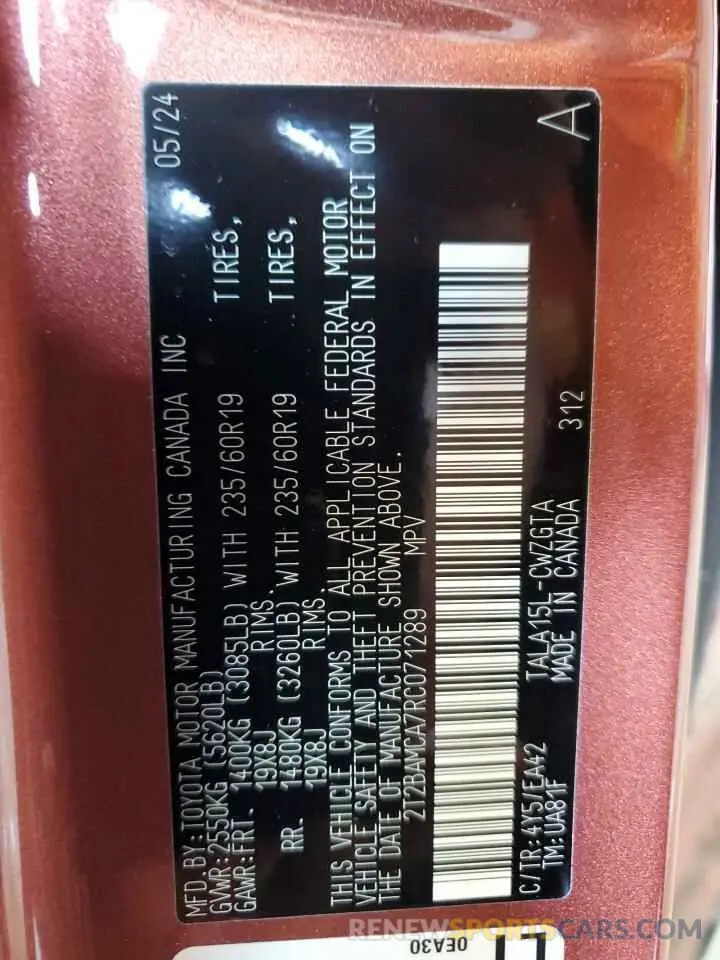 MFD.BY:TOYOTA MOTOR MANUFACTURING CANADA INC 05/24
GVWR:2550KG (5620LB)
GAWR:FRT. 1400KG (3085LB) WITH 235/60R19 TIRES,
19X8J RIMS.
RR. 1480KG (3260LB) WITH 235/60R19 TIRES,
19X8J RIMS.
THIS VEHICLE CONFORMS TO ALL APPLICABLE FEDERAL MOTOR
VEHICLE SAFETY AND THEFT PREVENTION STANDARDS IN EFFECT ON
THE DATE OF MANUFACTURE SHOWN ABOVE.
2T2BAMCA7RC071289 MPV
A
C/TR:4Y57EA42 TALA15L-CWZGTA
TM:UA81F MADE IN CANADA 312
0EA30
RENEWSPORTSCARS.COM